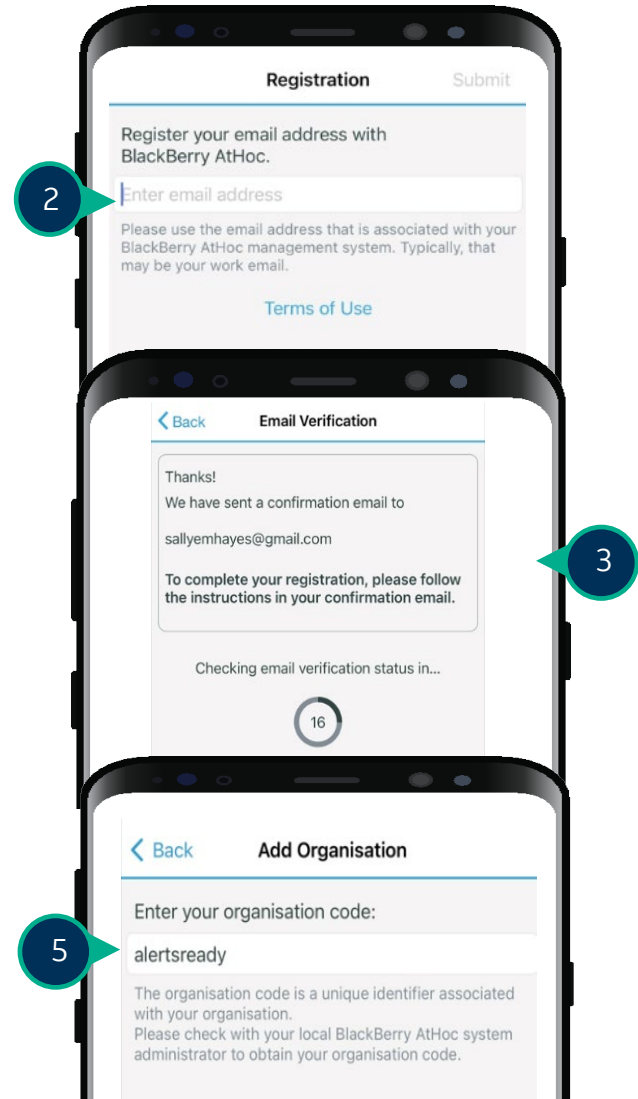 Registration
Submit
Register your email address with
BlackBerry AtHoc.
2
Enter email address
Please use the email address that is associated with your
BlackBerry AtHoc management system. Typically, that
may be your work email.
Terms of Use
Back
Email Verification
Thanks!
We have sent a confirmation email to
sallyemhayes@gmail.com
3
To complete your registration, please follow
the instructions in your confirmation email.
Checking email verification status in...
16
Back
Add Organisation
Enter your organisation code:
5
alertsready
The organisation code is a unique identifier associated
with your organisation.
Please check with your local BlackBerry AtHoc system
administrator to obtain your organisation code.